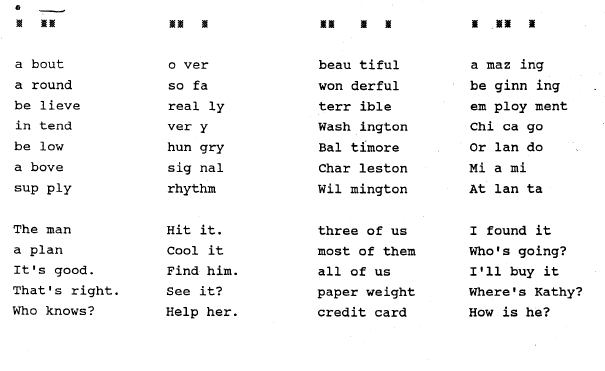 a bout o ver beau tiful a maz ing
a round so fa won derful be ginn ing
be lieve real ly terr ible em ploy ment
in tend ver y Wash ington Chi ca go
be low hun gry Bal timore Or lan do
a bove sig nal Char leston Mi a mi
sup ply rhythm Wil mington At lan ta
The man Hit it. three of us I found it
a plan Cool it most of them Who's going?
It's good. Find him. all of us I'll buy it
That's right. See it? paper weight Where's Kathy?
Who knows? Help her. credit card How is he?